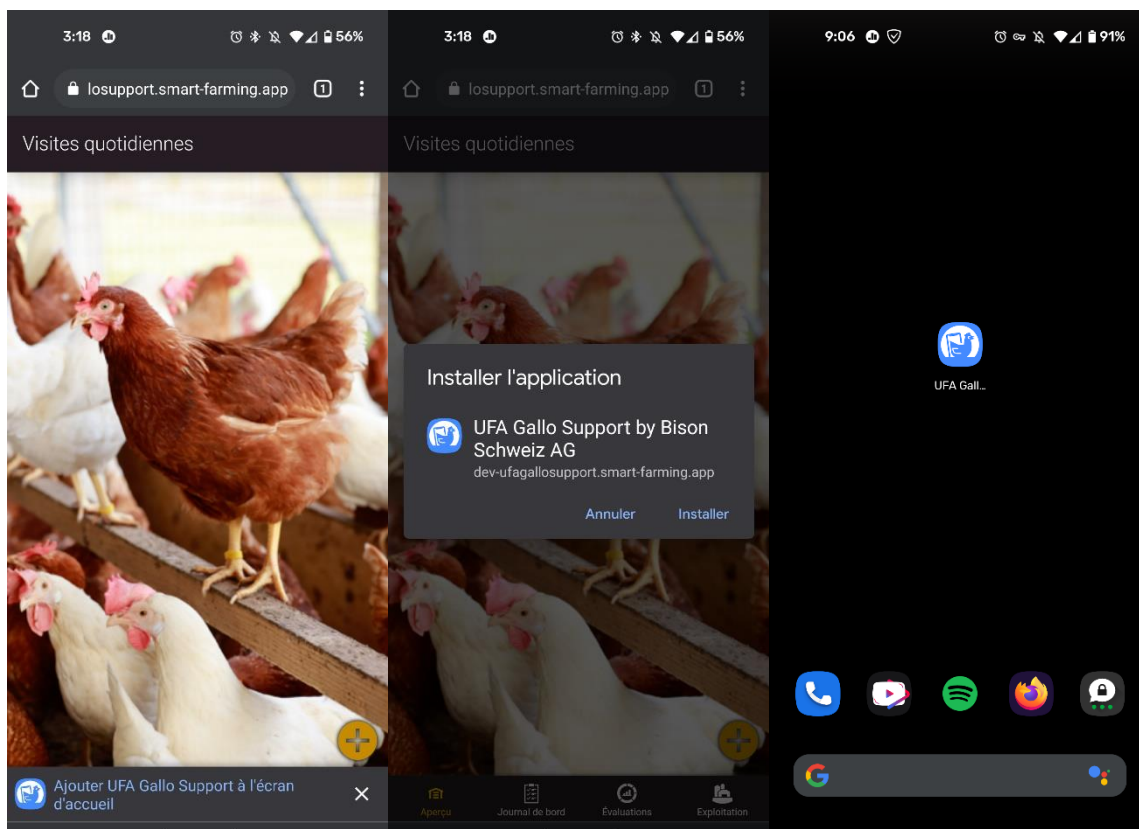 3:18
56%
losupport.smart-farming.app
1
Visites quotidiennes
Ajouter UFA Gallo Support à l'écran
d'accueil
3:18
56%
losupport.smart-farming.app
1
Visites quotidiennes
Installer l'application
UFA Gallo Support by Bison
Schweiz AG
dev-ufagallosupport.smart-farming.app
Annuler
Installer
Aperçu
Journal de bord
Évaluations
Exploitation
9:06
91%
UFA Gall...
G